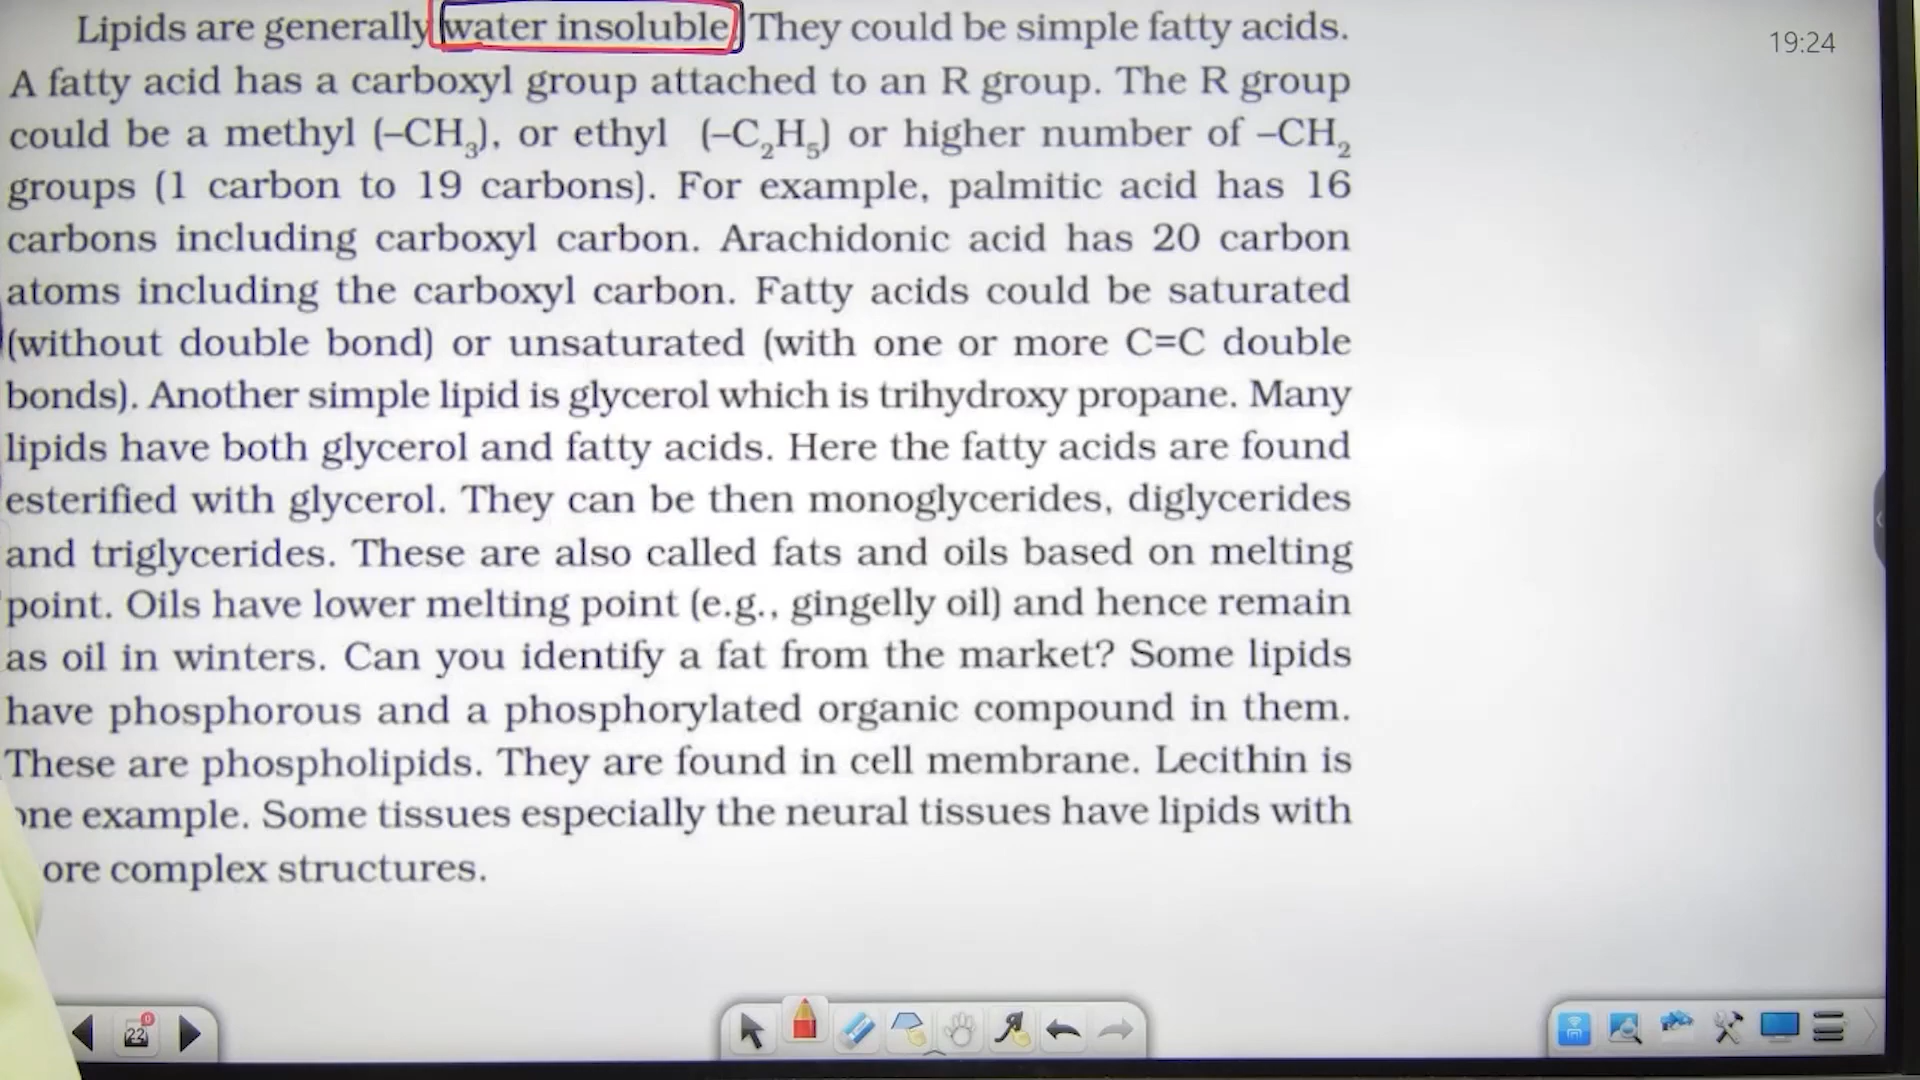 Lipids are generally water insoluble. They could be simple fatty acids.
19:24
A fatty acid has a carboxyl group attached to an R group. The R group
could be a methyl (–CH₃), or ethyl (–C₂H₅) or higher number of –CH₂
groups (1 carbon to 19 carbons). For example, palmitic acid has 16
carbons including carboxyl carbon. Arachidonic acid has 20 carbon
atoms including the carboxyl carbon. Fatty acids could be saturated
(without double bond) or unsaturated (with one or more C=C double
bonds). Another simple lipid is glycerol which is trihydroxy propane. Many
lipids have both glycerol and fatty acids. Here the fatty acids are found
esterified with glycerol. They can be then monoglycerides, diglycerides
and triglycerides. These are also called fats and oils based on melting
point. Oils have lower melting point (e.g., gingelly oil) and hence remain
as oil in winters. Can you identify a fat from the market? Some lipids
have phosphorous and a phosphorylated organic compound in them.
These are phospholipids. They are found in cell membrane. Lecithin is
one example. Some tissues especially the neural tissues have lipids with
ore complex structures.
22
0